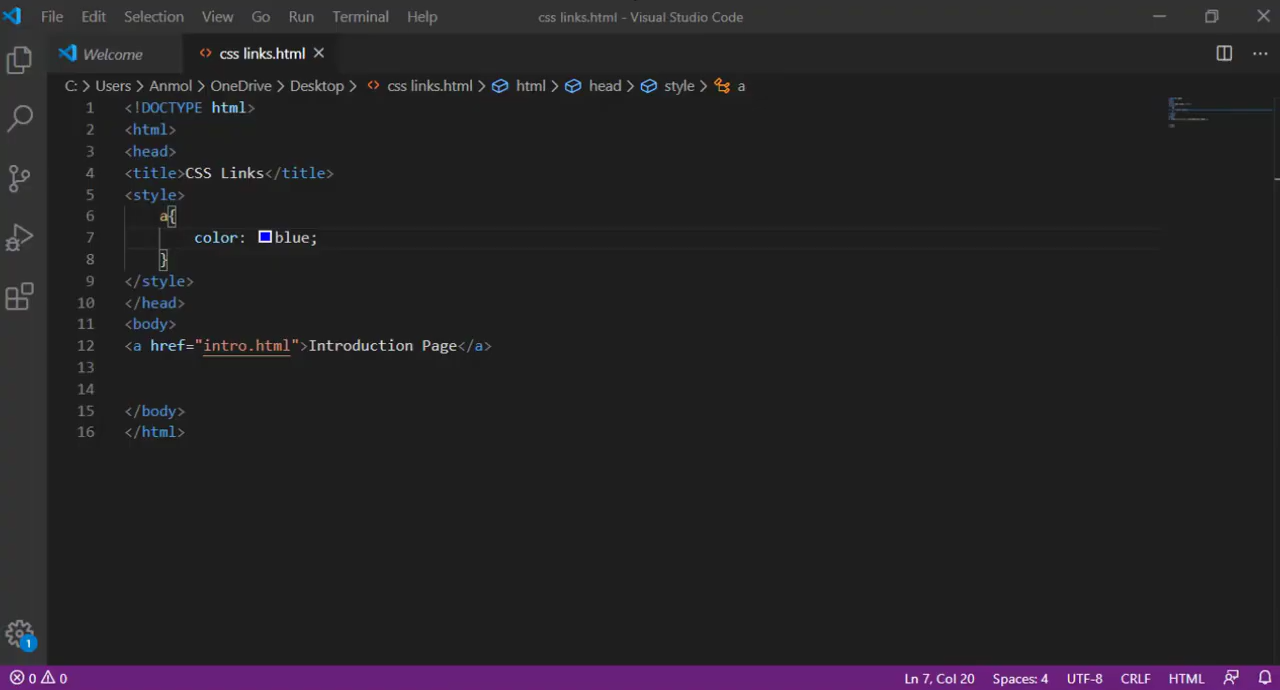 File Edit Selection View Go Run Terminal Help css links.html - Visual Studio Code
Welcome css links.html
C: > Users > Anmol > OneDrive > Desktop > css links.html > html > head > style > a
1 <!DOCTYPE html>
2 <html>
3 <head>
4 <title>CSS Links</title>
5 <style>
6 a{
7 color: blue;
8 }
9 </style>
10 </head>
11 <body>
12 <a href="intro.html">Introduction Page</a>
13
14
15 </body>
16 </html>
1
0 0 Ln 7, Col 20 Spaces: 4 UTF-8 CRLF HTML